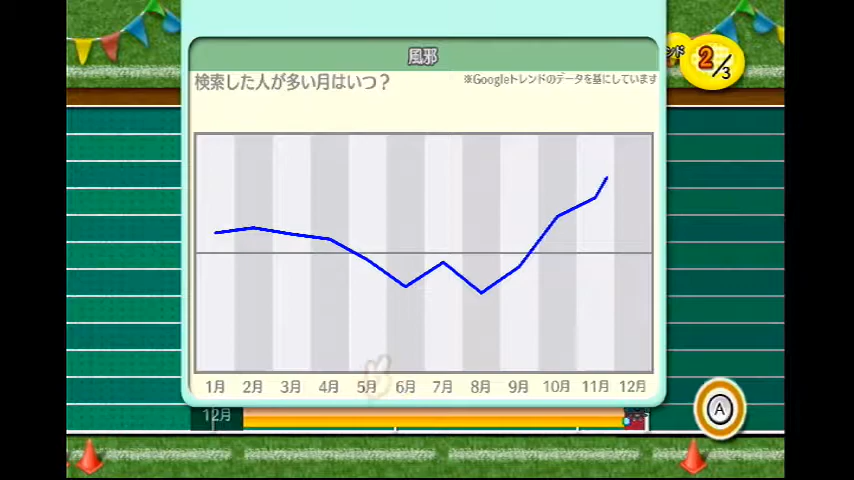 風邪
検索した人が多い月はいつ？
※Googleトレンドのデータを基にしています
ンド
2/3
1月 2月 3月 4月 5月 6月 7月 8月 9月 10月 11月 12月
12月
A